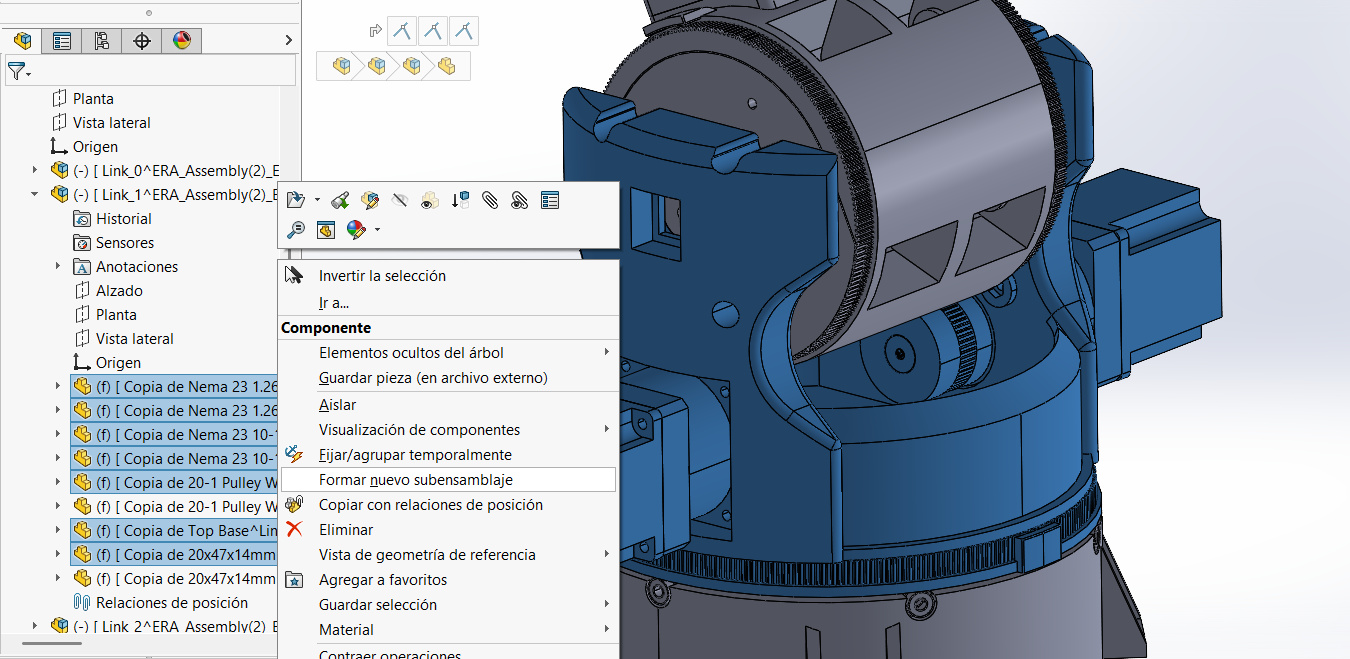 Planta
Vista lateral
Origen
(-) [ Link_0^ERA_Assembly(2)_E
(-) [ Link_1^ERA_Assembly(2)_E
Historial
Sensores
Anotaciones
Alzado
Planta
Vista lateral
Origen
(f) [ Copia de Nema 23 1.26
(f) [ Copia de Nema 23 1.26
(f) [ Copia de Nema 23 10-1
(f) [ Copia de Nema 23 10-1
(f) [ Copia de 20-1 Pulley W
(f) [ Copia de 20-1 Pulley W
(f) [ Copia de Top Base^Lin
(f) [ Copia de 20x47x14mm
(f) [ Copia de 20x47x14mm
Relaciones de posición
(-) [ Link_2^ERA_Assembly(2)_E
Invertir la selección
Ir a...
Componente
Elementos ocultos del árbol
Guardar pieza (en archivo externo)
Aislar
Visualización de componentes
Fijar/agrupar temporalmente
Formar nuevo subensamblaje
Copiar con relaciones de posición
Eliminar
Vista de geometría de referencia
Agregar a favoritos
Guardar selección
Material
Contraer operaciones